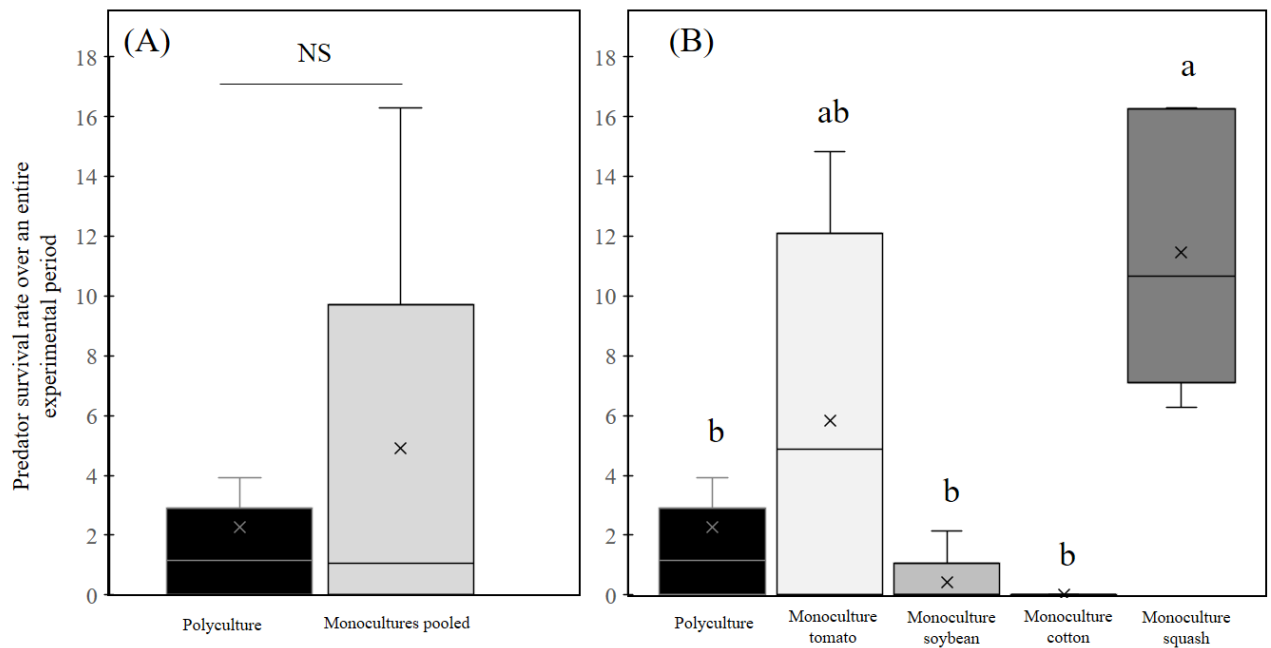 (A)
NS
18
16
14
12
10
8
6
4
2
0
Predator survival rate over an entire
experimental period
Polyculture
Monocultures pooled
(B)
18
16
14
12
10
8
6
4
2
0
b
ab
b
b
a
Polyculture
Monoculture
tomato
Monoculture
soybean
Monoculture
cotton
Monoculture
squash